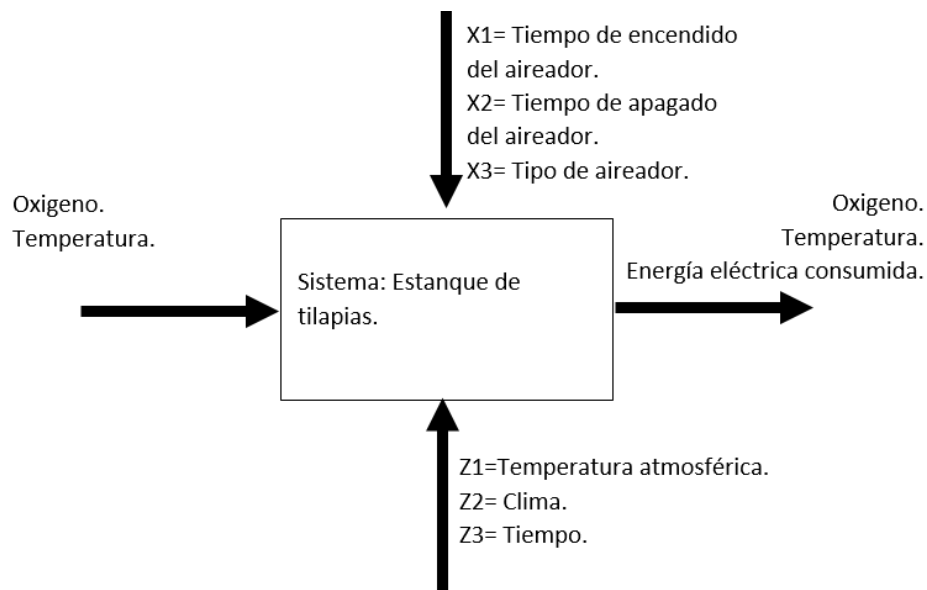 X1= Tiempo de encendido
del aireador.
X2= Tiempo de apagado
del aireador.
X3= Tipo de aireador.
Oxigeno.
Temperatura.
Oxigeno.
Temperatura.
Energía eléctrica consumida.
Sistema: Estanque de
tilapias.
Z1=Temperatura atmosférica.
Z2= Clima.
Z3= Tiempo.